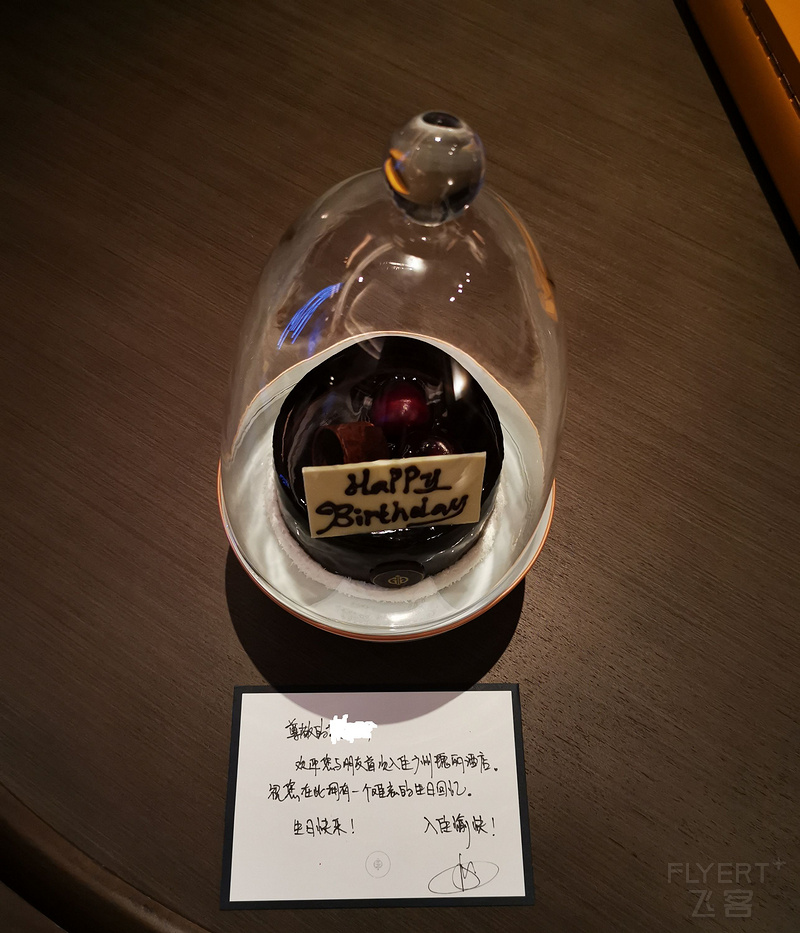 Happy
Birthday
尊敬的
欢迎您与朋友首次入住广州瑰丽酒店。
祝您在此拥有一个难忘的生日回忆。
生日快乐! 入住愉快!
FLYERT+
飞客